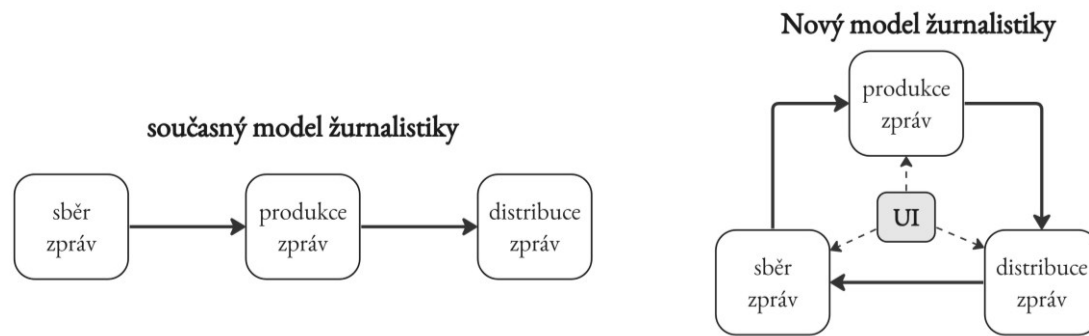 současný model žurnalistiky
sběr
zpráv
produkce
zpráv
distribuce
zpráv
Nový model žurnalistiky
produkce
zpráv
UI
sběr
zpráv
distribuce
zpráv